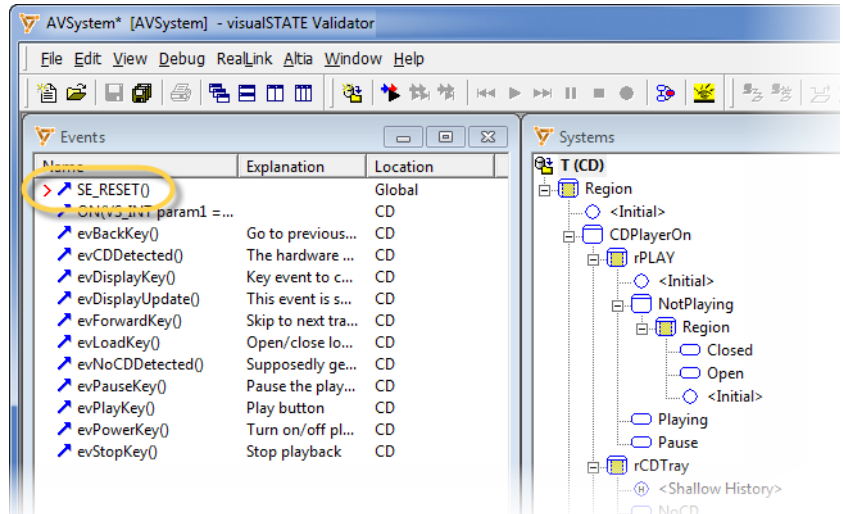 AVSystem* [AVSystem] - visualSTATE Validator
File Edit View Debug RealLink Altia Window Help
Events
Name Explanation Location
SE_RESET() Global
ON(VS_INT param1 =... CD
evBackKey() Go to previous... CD
evCDDetected() The hardware ... CD
evDisplayKey() Key event to c... CD
evDisplayUpdate() This event is s... CD
evForwardKey() Skip to next tra... CD
evLoadKey() Open/close lo... CD
evNoCDDetected() Supposedly ge... CD
evPauseKey() Pause the play... CD
evPlayKey() Play button CD
evPowerKey() Turn on/off pl... CD
evStopKey() Stop playback CD
Systems
T (CD)
Region
<Initial>
CDPlayerOn
rPLAY
<Initial>
NotPlaying
Region
Closed
Open
<Initial>
Playing
Pause
rCDTray
H <Shallow History>
NoCD